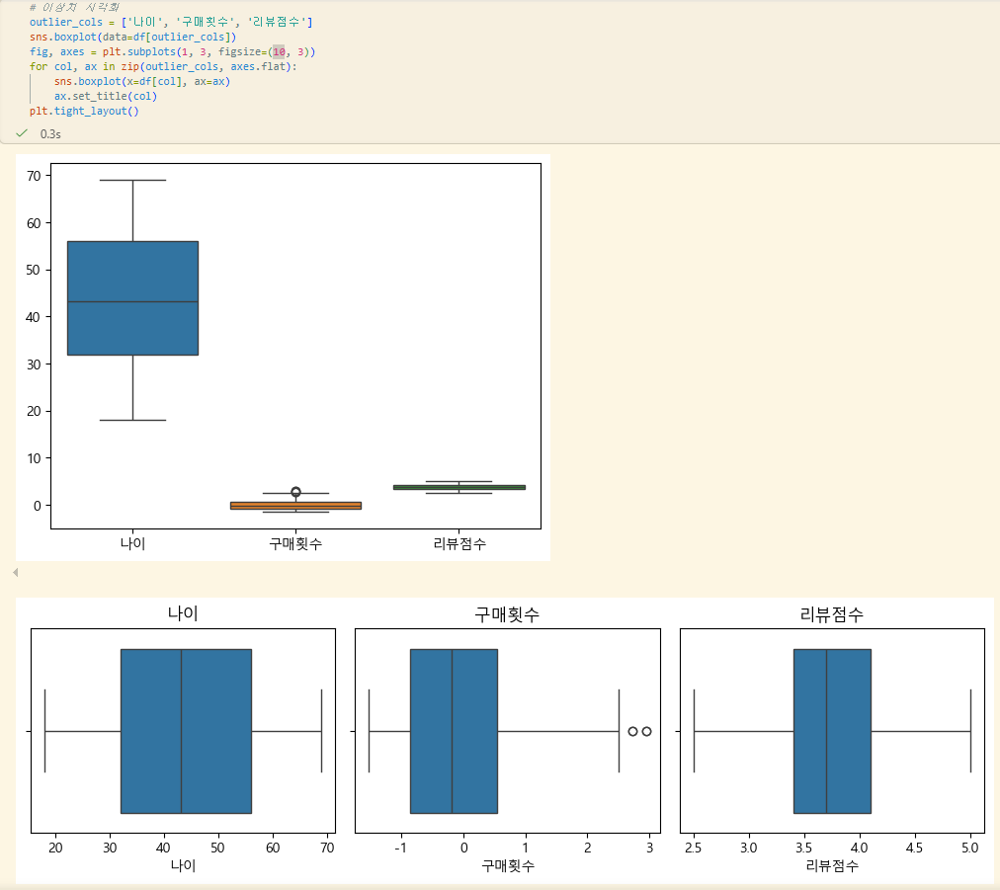 # 이상치 시각화
outlier_cols = ['나이', '구매횟수', '리뷰점수']
sns.boxplot(data=df[outlier_cols])
fig, axes = plt.subplots(1, 3, figsize=(10, 3))
for col, ax in zip(outlier_cols, axes.flat):
    sns.boxplot(x=df[col], ax=ax)
    ax.set_title(col)
plt.tight_layout()
0.3s
70
60
50
40
30
20
10
0
나이 구매횟수 리뷰점수
나이 구매횟수 리뷰점수
20 30 40 50 60 70 -1 0 1 2 3 2.5 3.0 3.5 4.0 4.5 5.0
나이 구매횟수 리뷰점수